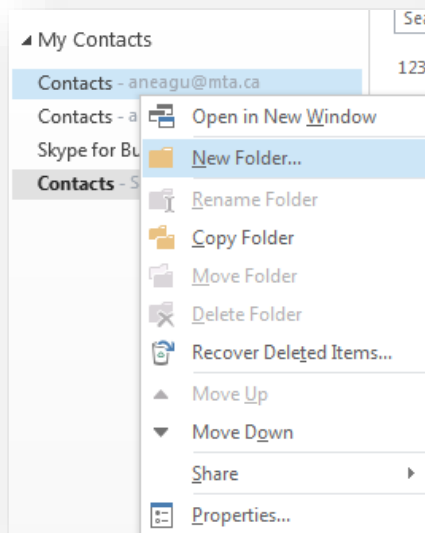 Sea
My Contacts
123
Contacts - aneagu@mta.ca
Contacts - a
Open in New Window
Skype for Bu
New Folder...
Contacts - S
Rename Folder
Copy Folder
Move Folder
Delete Folder
Recover Deleted Items...
Move Up
Move Down
Share
Properties...